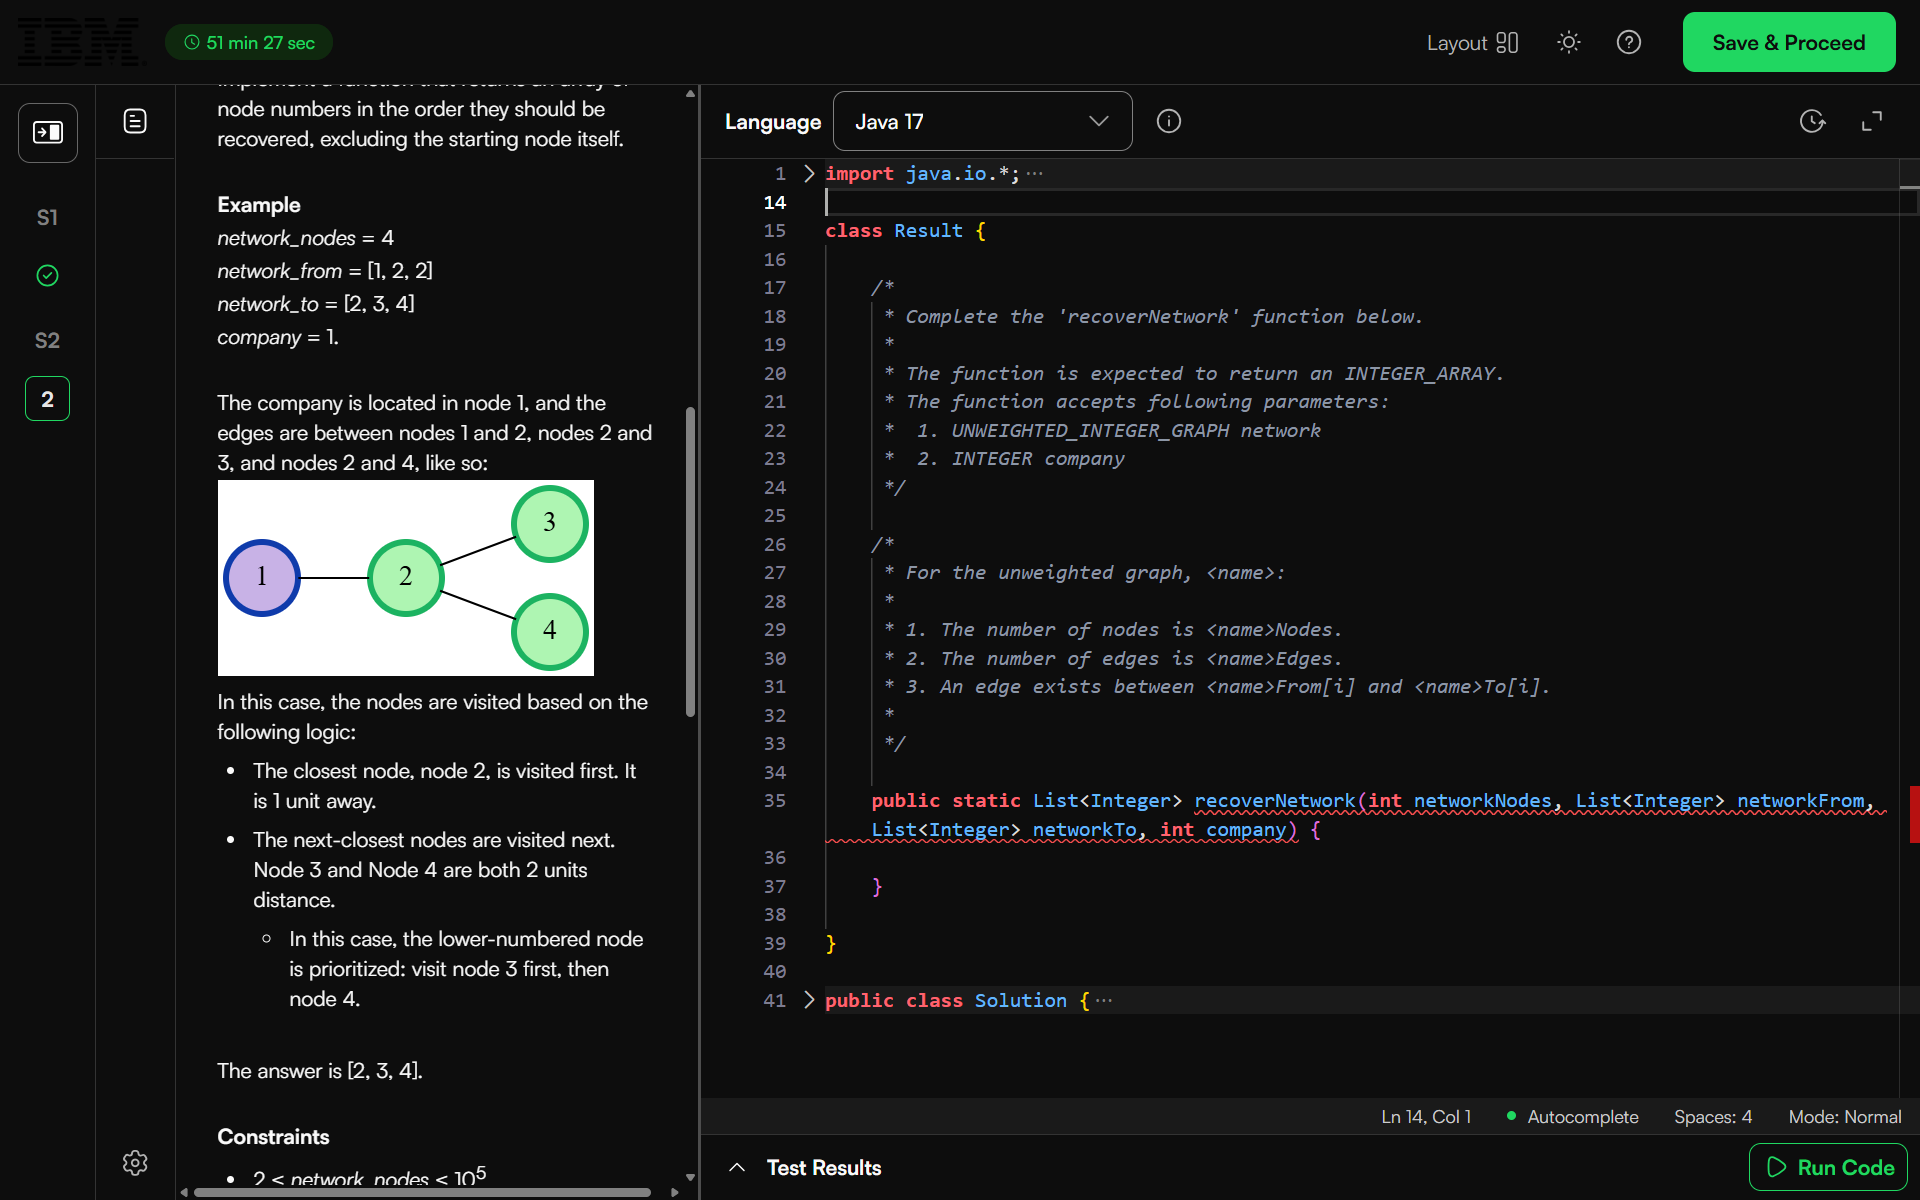 IBM
51 min 27 sec
Layout
Save & Proceed
S1
S2
2
node numbers in the order they should be
recovered, excluding the starting node itself.
Example
network_nodes = 4
network_from = [1, 2, 2]
network_to = [2, 3, 4]
company = 1.
The company is located in node 1, and the
edges are between nodes 1 and 2, nodes 2 and
3, and nodes 2 and 4, like so:
1
2
3
4
In this case, the nodes are visited based on the
following logic:
• The closest node, node 2, is visited first. It
is 1 unit away.
• The next-closest nodes are visited next.
Node 3 and Node 4 are both 2 units
distance.
◦ In this case, the lower-numbered node
is prioritized: visit node 3 first, then
node 4.
The answer is [2, 3, 4].
Constraints
• 2 ≤ network_nodes ≤ 10^5
Language
Java 17
1 import java.io.*; ···
14
15 class Result {
16
17     /*
18      * Complete the 'recoverNetwork' function below.
19      *
20      * The function is expected to return an INTEGER_ARRAY.
21      * The function accepts following parameters:
22      *  1. UNWEIGHTED_INTEGER_GRAPH network
23      *  2. INTEGER company
24      */
25
26     /*
27      * For the unweighted graph, <name>:
28      *
29      * 1. The number of nodes is <name>Nodes.
30      * 2. The number of edges is <name>Edges.
31      * 3. An edge exists between <name>From[i] and <name>To[i].
32      *
33      */
34
35     public static List<Integer> recoverNetwork(int networkNodes, List<Integer> networkFrom,
    List<Integer> networkTo, int company) {
36
37     }
38
39 }
40
41 public class Solution { ···
Ln 14, Col 1
Autocomplete
Spaces: 4
Mode: Normal
Test Results
Run Code